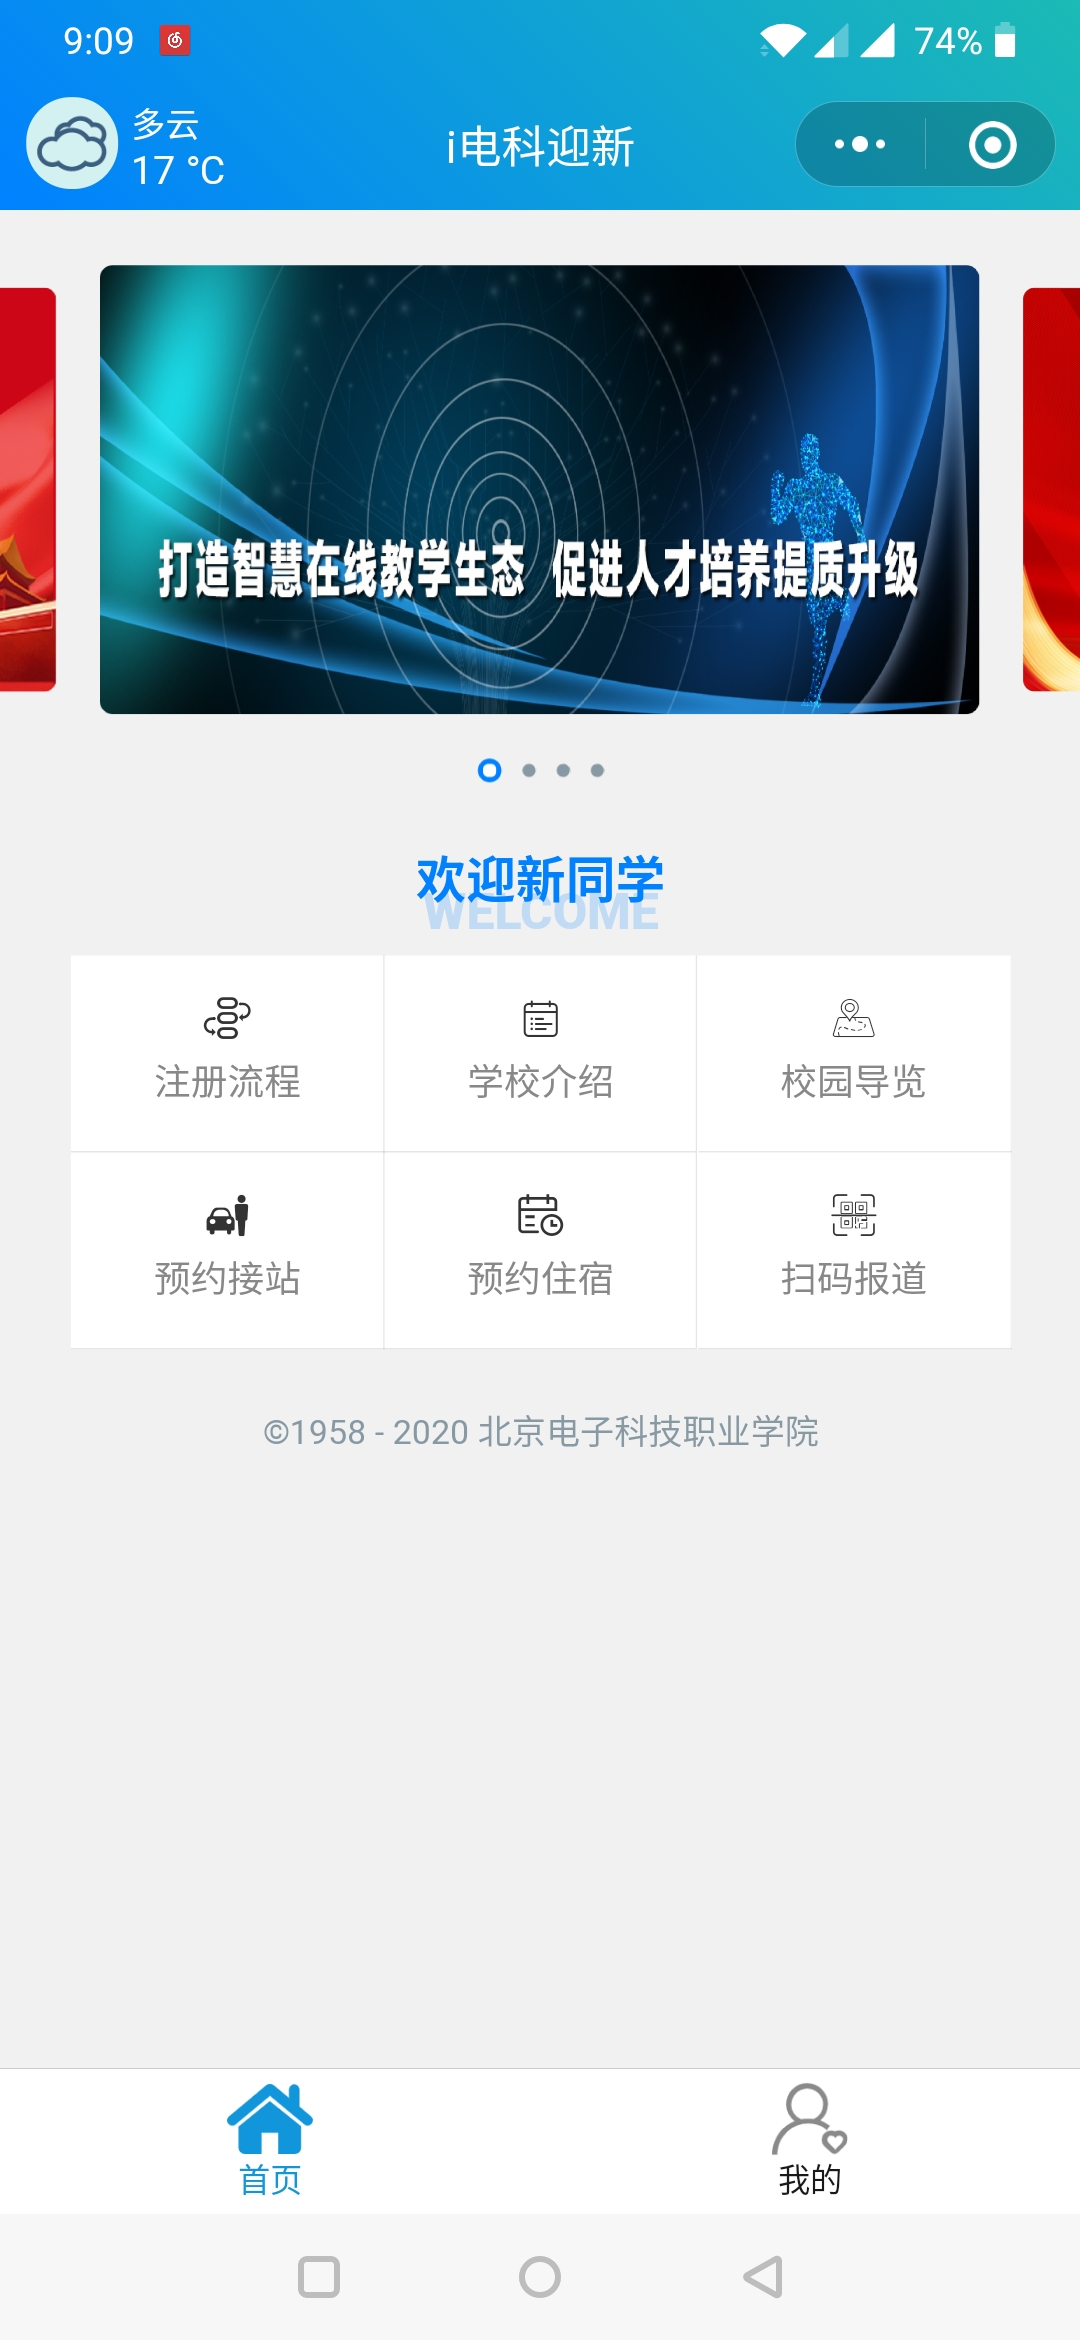 9:09
74%
多云
17 °C
i电科迎新
打造智慧在线教学生态 促进人才培养提质升级
欢迎新同学
WELCOME
注册流程
学校介绍
校园导览
预约接站
预约住宿
扫码报道
©1958 - 2020 北京电子科技职业学院
首页
我的